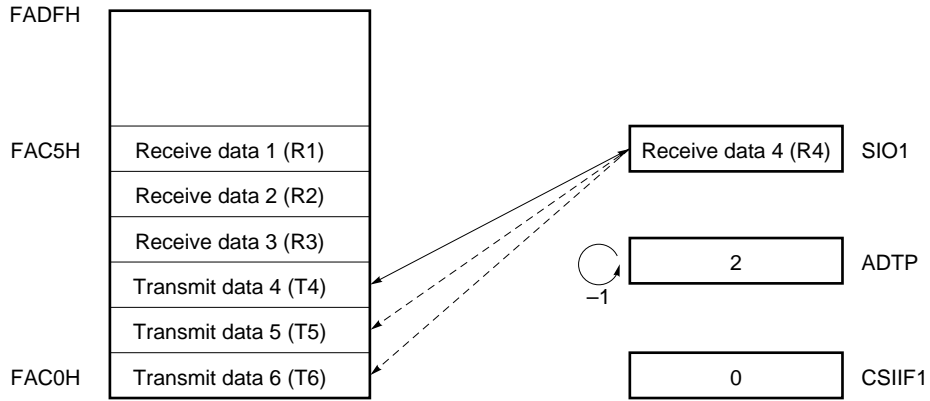 FADFH
FAC5H Receive data 1 (R1) Receive data 4 (R4) SIO1
Receive data 2 (R2)
Receive data 3 (R3) 2 ADTP
Transmit data 4 (T4) –1
Transmit data 5 (T5)
FAC0H Transmit data 6 (T6) 0 CSIIF1